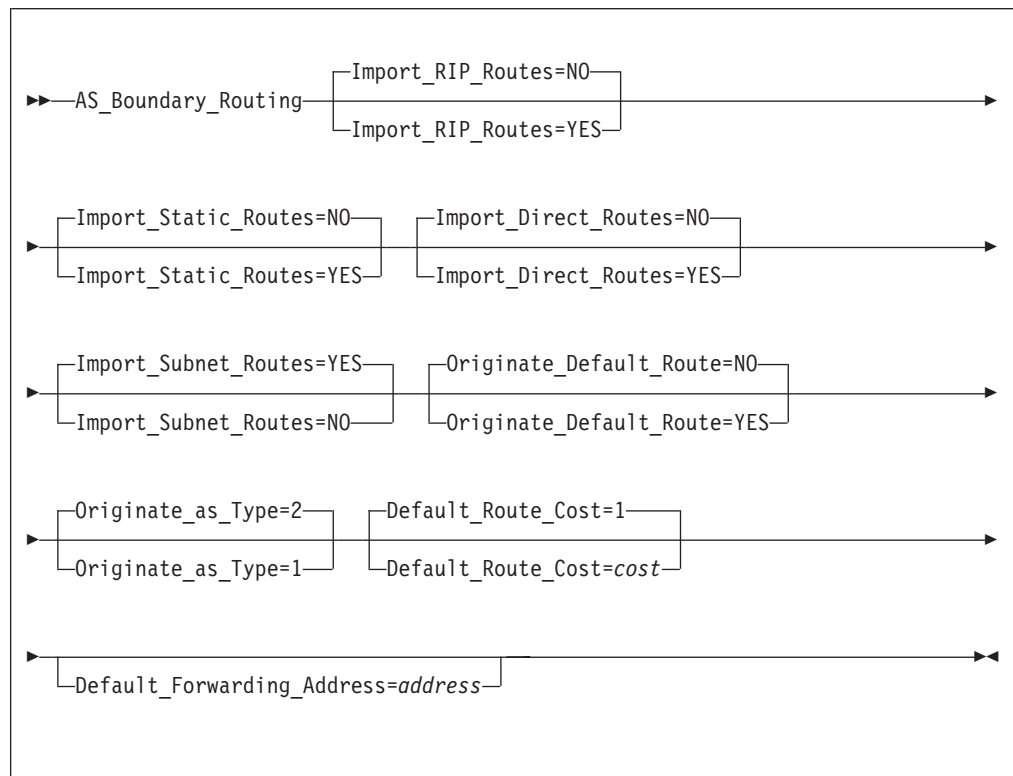 Import_RIP_Routes=NO
AS_Boundary_Routing
Import_RIP_Routes=YES
Import_Static_Routes=NO Import_Direct_Routes=NO
Import_Static_Routes=YES Import_Direct_Routes=YES
Import_Subnet_Routes=YES Originate_Default_Route=NO
Import_Subnet_Routes=NO Originate_Default_Route=YES
Originate_as_Type=2 Default_Route_Cost=1
Originate_as_Type=1 Default_Route_Cost=cost
Default_Forwarding_Address=address